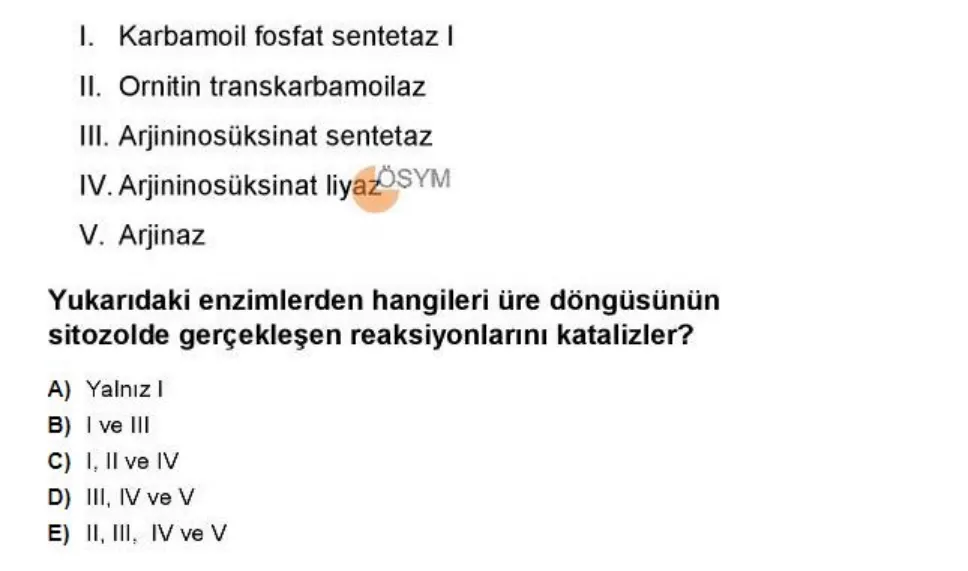 I. Karbamoil fosfat sentetaz I
II. Ornitin transkarbamoilaz
III. Arjininosüksinat sentetaz
IV. Arjininosüksinat liyaz ÖSYM
V. Arjinaz
Yukarıdaki enzimlerden hangileri üre döngüsünün
sitozolde gerçekleşen reaksiyonlarını katalizler?
A) Yalnız I
B) I ve III
C) I, II ve IV
D) III, IV ve V
E) II, III, IV ve V